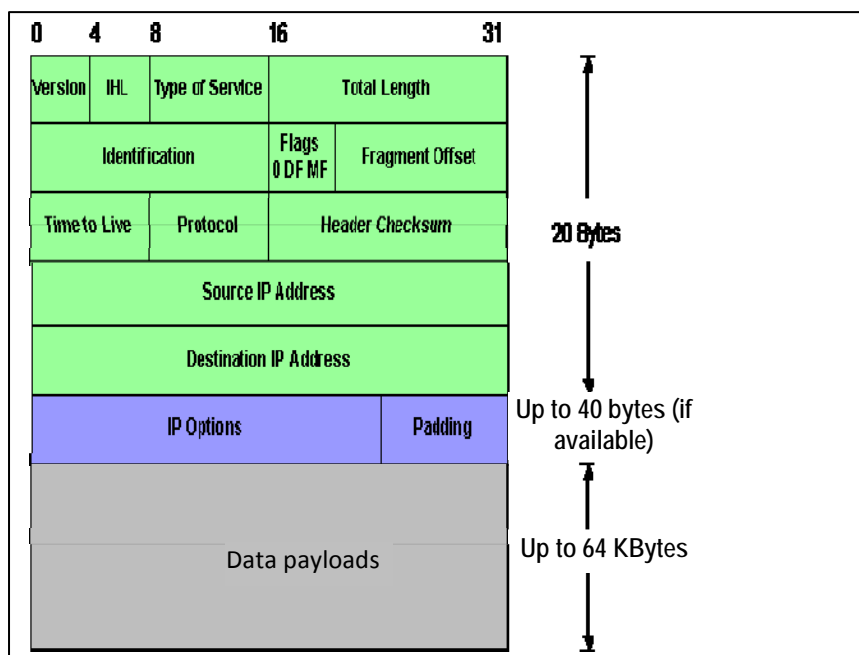 0 4 8 16 31
Version IHL Type of Service Total Length
Identification Flags 0 DF MF Fragment Offset
Time to Live Protocol Header Checksum
20 Bytes
Source IP Address
Destination IP Address
IP Options Padding
Up to 40 bytes (if
available)
Data payloads
Up to 64 KBytes